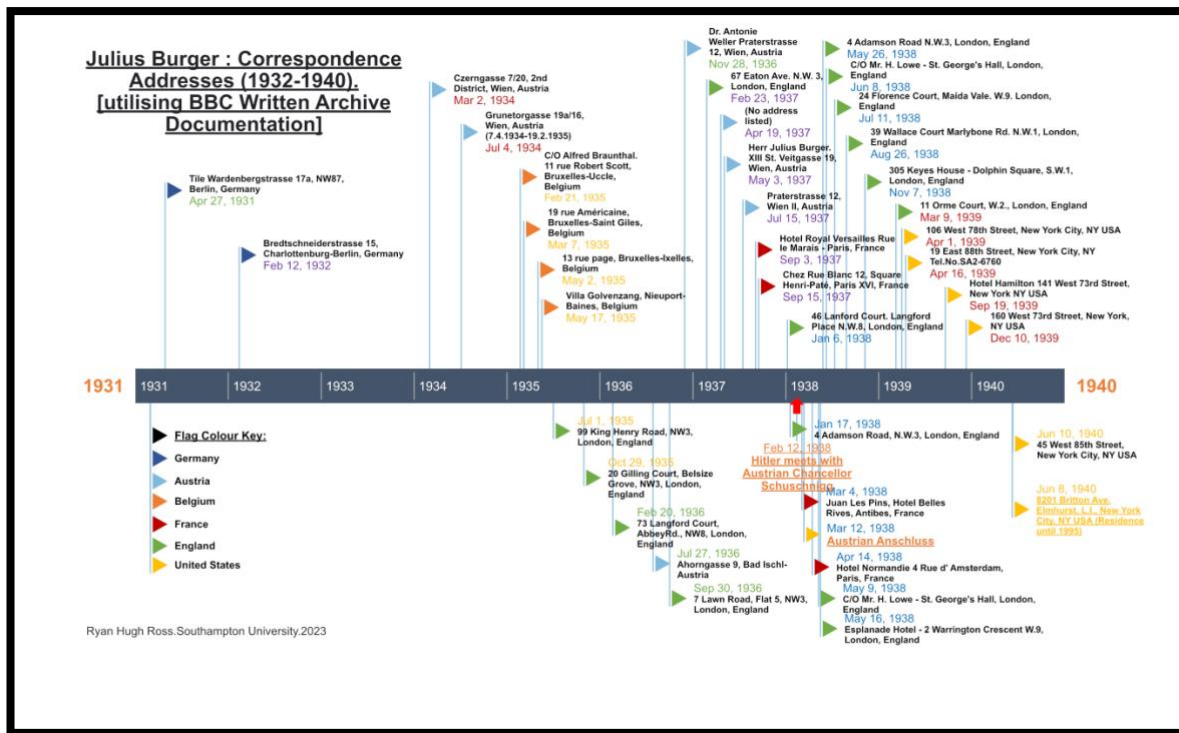 Julius Burger : Correspondence
Addresses (1932-1940).
[utilising BBC Written Archive
Documentation]
Tile Wardenbergstrasse 17a, NW87,
Berlin, Germany
Apr 27, 1931
Bredtschneiderstrasse 15,
Charlottenburg-Berlin, Germany
Feb 12, 1932
Czerngasse 7/20, 2nd
District, Wien, Austria
Mar 2, 1934
Grunetorgasse 19a/16,
Wien, Austria
(7.4.1934-19.2.1935)
Jul 4, 1934
C/O Alfred Braunthal.
11 rue Robert Scott,
Bruxelles-Uccle,
Belgium
Feb 21, 1935
19 rue Américaine,
Bruxelles-Saint Giles,
Belgium
Mar 7, 1935
13 rue page, Bruxelles-Ixelles,
Belgium
May 2, 1935
Villa Golvenzang, Nieuport-
Baines, Belgium
May 17, 1935
Dr. Antonie
Weller Praterstrasse
12, Wien, Austria
Nov 28, 1936
67 Eaton Ave. N.W. 3,
London, England
Feb 23, 1937
(No address
listed)
Apr 19, 1937
Herr Julius Burger.
XIII St. Veitgasse 19,
Wien, Austria
May 3, 1937
Praterstrasse 12,
Wien II, Austria
Jul 15, 1937
Hotel Royal Versailles Rue
le Marais - Paris, France
Sep 3, 1937
Chez Rue Blanc 12, Square
Henri-Paté, Paris XVI, France
Sep 15, 1937
46 Lanford Court. Langford
Place N.W.8, London, England
Jan 6, 1938
4 Adamson Road N.W.3, London, England
May 26, 1938
C/O Mr. H. Lowe - St. George's Hall, London,
England
Jun 8, 1938
24 Florence Court, Maida Vale. W.9. London,
England
Jul 11, 1938
39 Wallace Court Marlybone Rd. N.W.1, London,
England
Aug 26, 1938
305 Keyes House - Dolphin Square, S.W.1,
London, England
Nov 7, 1938
11 Orme Court, W.2., London, England
Mar 9, 1939
106 West 78th Street, New York City, NY USA
Apr 1, 1939
19 East 88th Street, New York City, NY
Tel.No.SA2-6760
Apr 16, 1939
Hotel Hamilton 141 West 73rd Street,
New York NY USA
Sep 19, 1939
160 West 73rd Street, New York,
NY USA
Dec 10, 1939
1931
1931
1932
1933
1934
1935
1936
1937
1938
1939
1940
1940
Flag Colour Key:
Germany
Austria
Belgium
France
England
United States
Jul 1, 1935
99 King Henry Road, NW3,
London, England
Oct 29, 1935
20 Gilling Court, Belsize
Grove, NW3, London,
England
Feb 20, 1936
73 Langford Court,
AbbeyRd., NW8, London,
England
Jul 27, 1936
Ahorngasse 9, Bad Ischl-
Austria
Sep 30, 1936
7 Lawn Road, Flat 5, NW3,
London, England
Jan 17, 1938
4 Adamson Road, N.W.3, London, England
Feb 12, 1938
Hitler meets with
Austrian Chancellor
Schuschnigg
Mar 4, 1938
Juan Les Pins, Hotel Belles
Rives, Antibes, France
Mar 12, 1938
Austrian Anschluss
Apr 14, 1938
Hotel Normandie 4 Rue d' Amsterdam,
Paris, France
May 9, 1938
C/O Mr. H. Lowe - St. George's Hall, London,
England
May 16, 1938
Esplanade Hotel - 2 Warrington Crescent W.9,
London, England
Jun 10, 1940
45 West 85th Street,
New York City, NY USA
Jun 8, 1940
8201 Britton Ave.
Elmhurst, L.I., New York
City, NY USA (Residence
until 1995)
Ryan Hugh Ross.Southampton University.2023